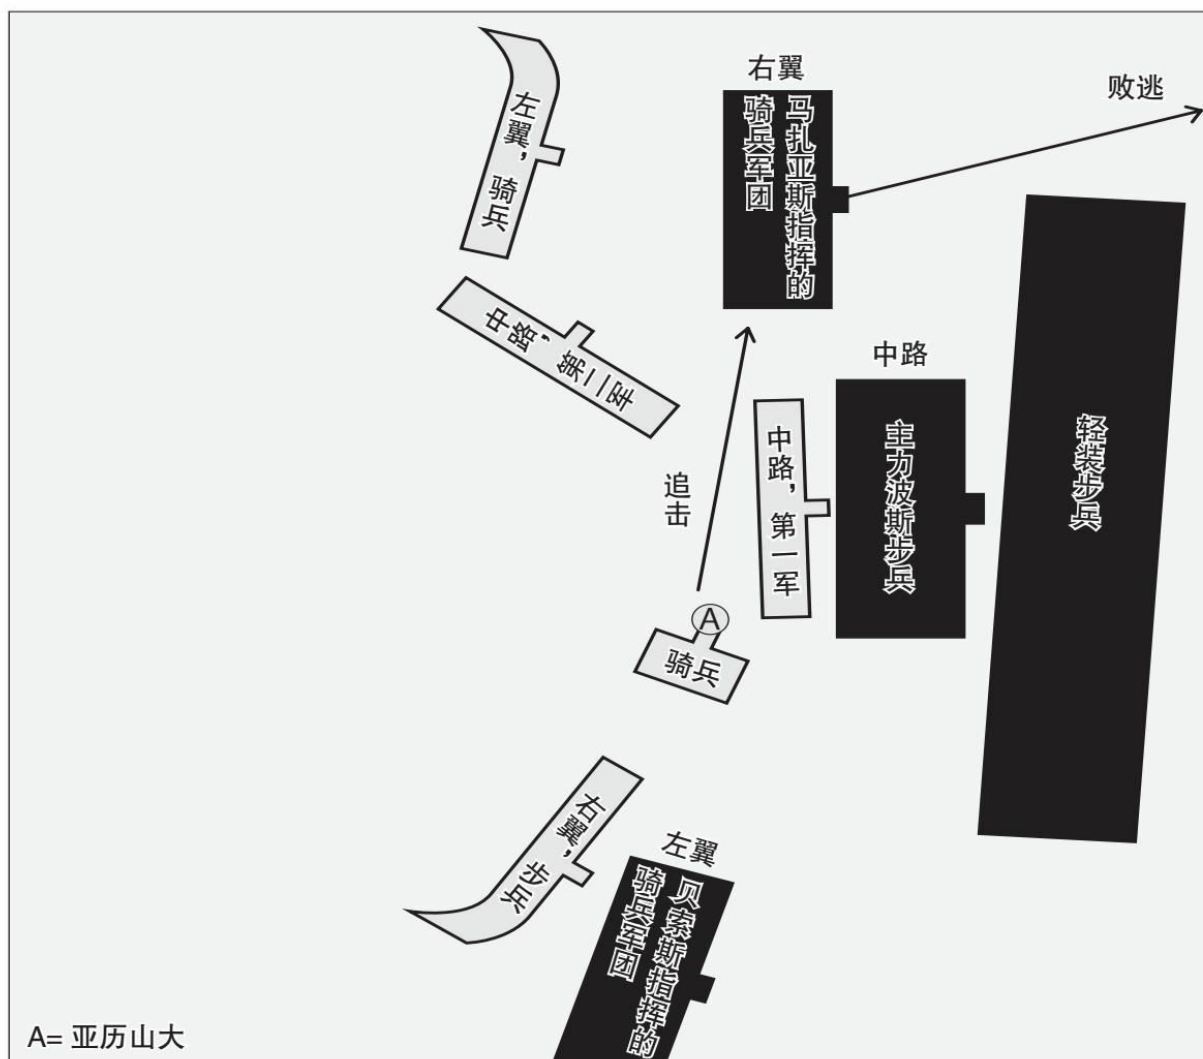 右翼
败逃
左翼，骑兵
马扎亚斯指挥的
骑兵军团
中路，第二军
中路
追击
中路，第一军
主力波斯步兵
轻装步兵
A
骑兵
右翼，步兵
左翼
贝索斯指挥的
骑兵军团
A= 亚历山大